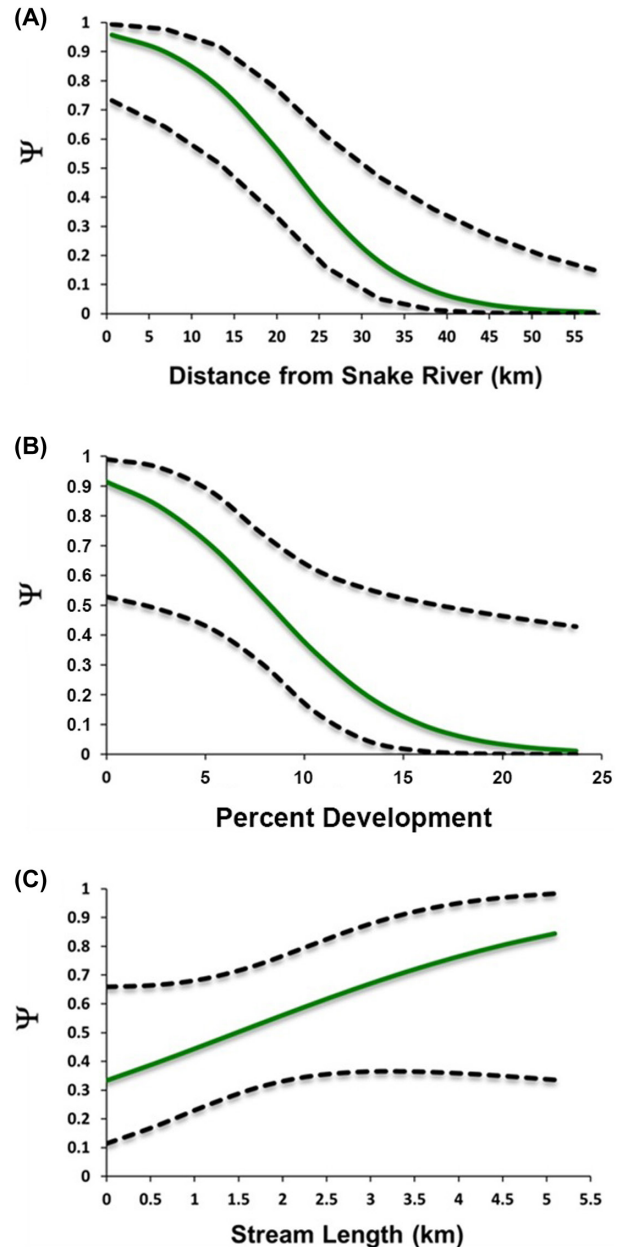 (A)
1
0.9
0.8
0.7
0.6
0.5
0.4
0.3
0.2
0.1
0
Ψ
0 5 10 15 20 25 30 35 40 45 50 55
Distance from Snake River (km)
(B)
1
0.9
0.8
0.7
0.6
0.5
0.4
0.3
0.2
0.1
0
Ψ
0 5 10 15 20 25
Percent Development
(C)
1
0.9
0.8
0.7
0.6
0.5
0.4
0.3
0.2
0.1
0
Ψ
0 0.5 1 1.5 2 2.5 3 3.5 4 4.5 5 5.5
Stream Length (km)